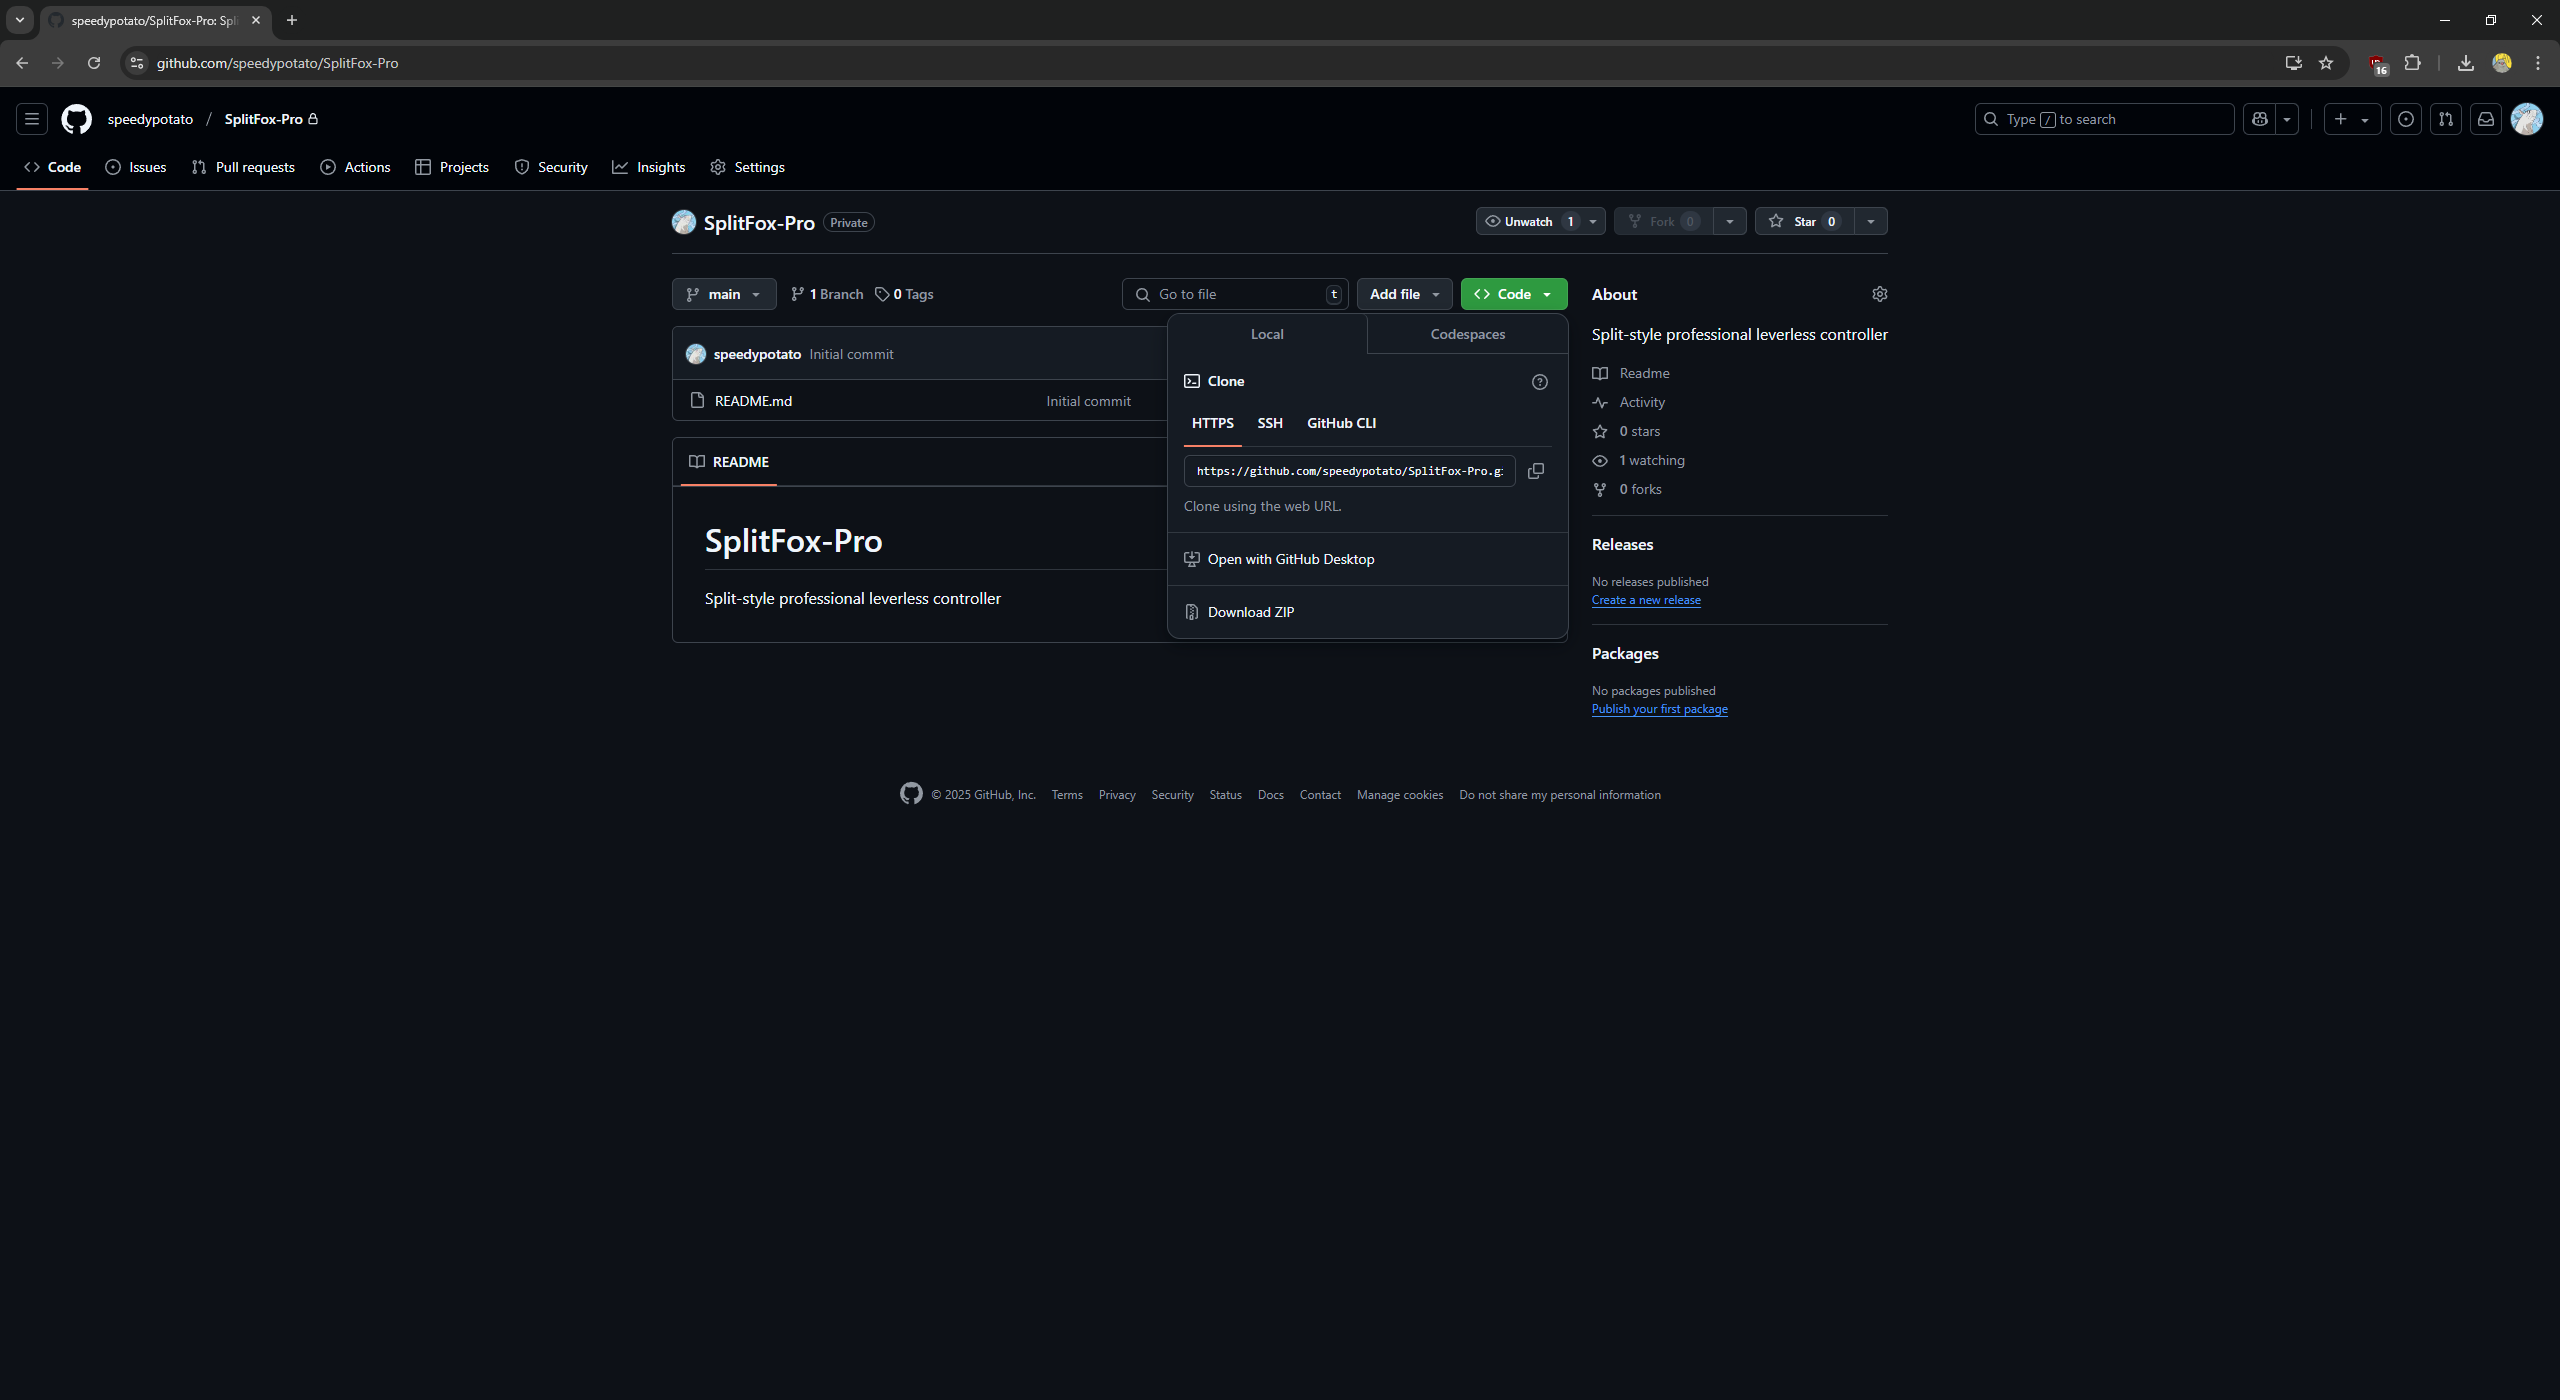 speedypotato/SplitFox-Pro: Spl
github.com/speedypotato/SplitFox-Pro
16
speedypotato / SplitFox-Pro
Type / to search
Code Issues Pull requests Actions Projects Security Insights Settings
SplitFox-Pro Private
Unwatch 1 Fork 0 Star 0
main 1 Branch 0 Tags
Go to file t Add file Code
Local Codespaces
speedypotato Initial commit
README.md Initial commit
Clone
HTTPS SSH GitHub CLI
https://github.com/speedypotato/SplitFox-Pro.g
Clone using the web URL.
Open with GitHub Desktop
Download ZIP
README
SplitFox-Pro
Split-style professional leverless controller
About
Split-style professional leverless controller
Readme
Activity
0 stars
1 watching
0 forks
Releases
No releases published
Create a new release
Packages
No packages published
Publish your first package
© 2025 GitHub, Inc. Terms Privacy Security Status Docs Contact Manage cookies Do not share my personal information